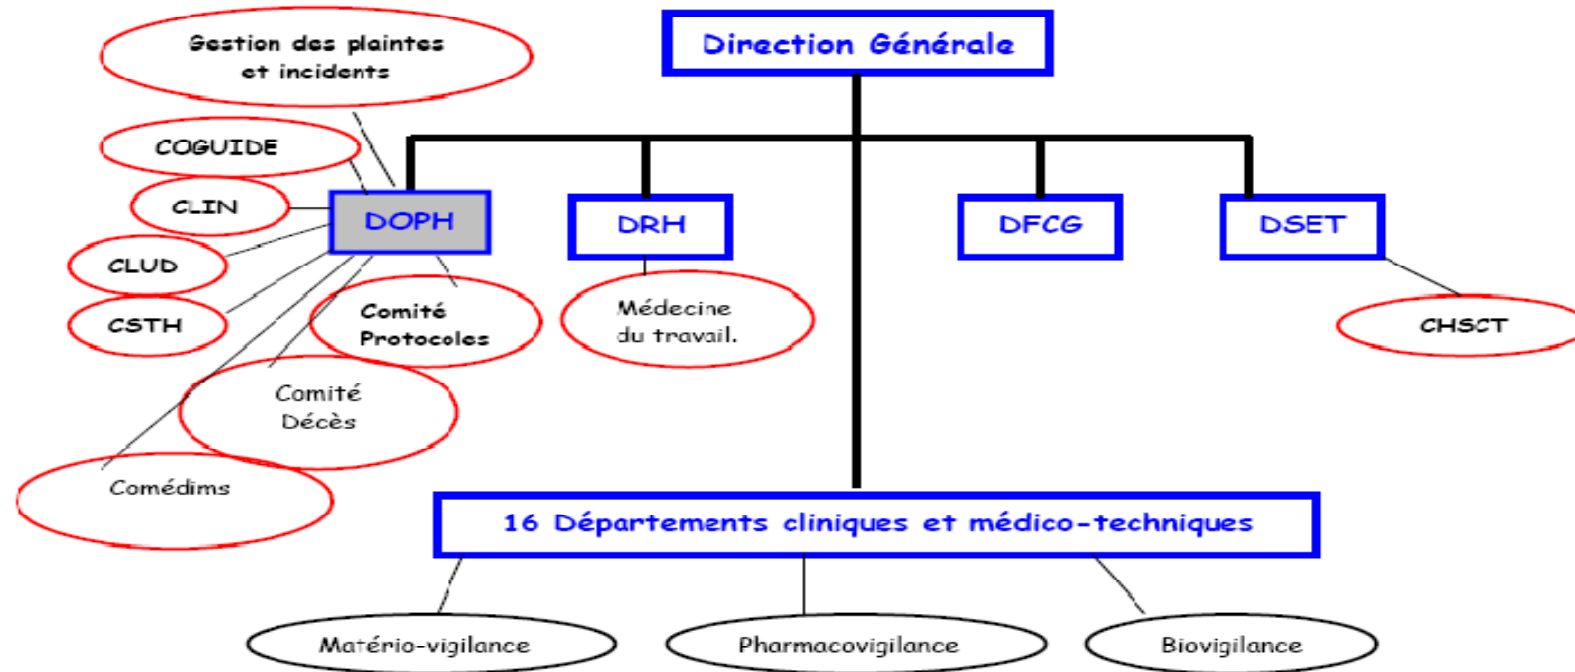 Direction Générale
Gestion des plaintes
et incidents
COGUIDE
CLIN
CLUD
CSTH
DOPH
DRH
DFCG
DSET
Comité
Protocoles
Médecine
du travail.
CHSCT
Comité
Décès
Comédims
16 Départements cliniques et médico-techniques
Matério-vigilance
Pharmacovigilance
Biovigilance